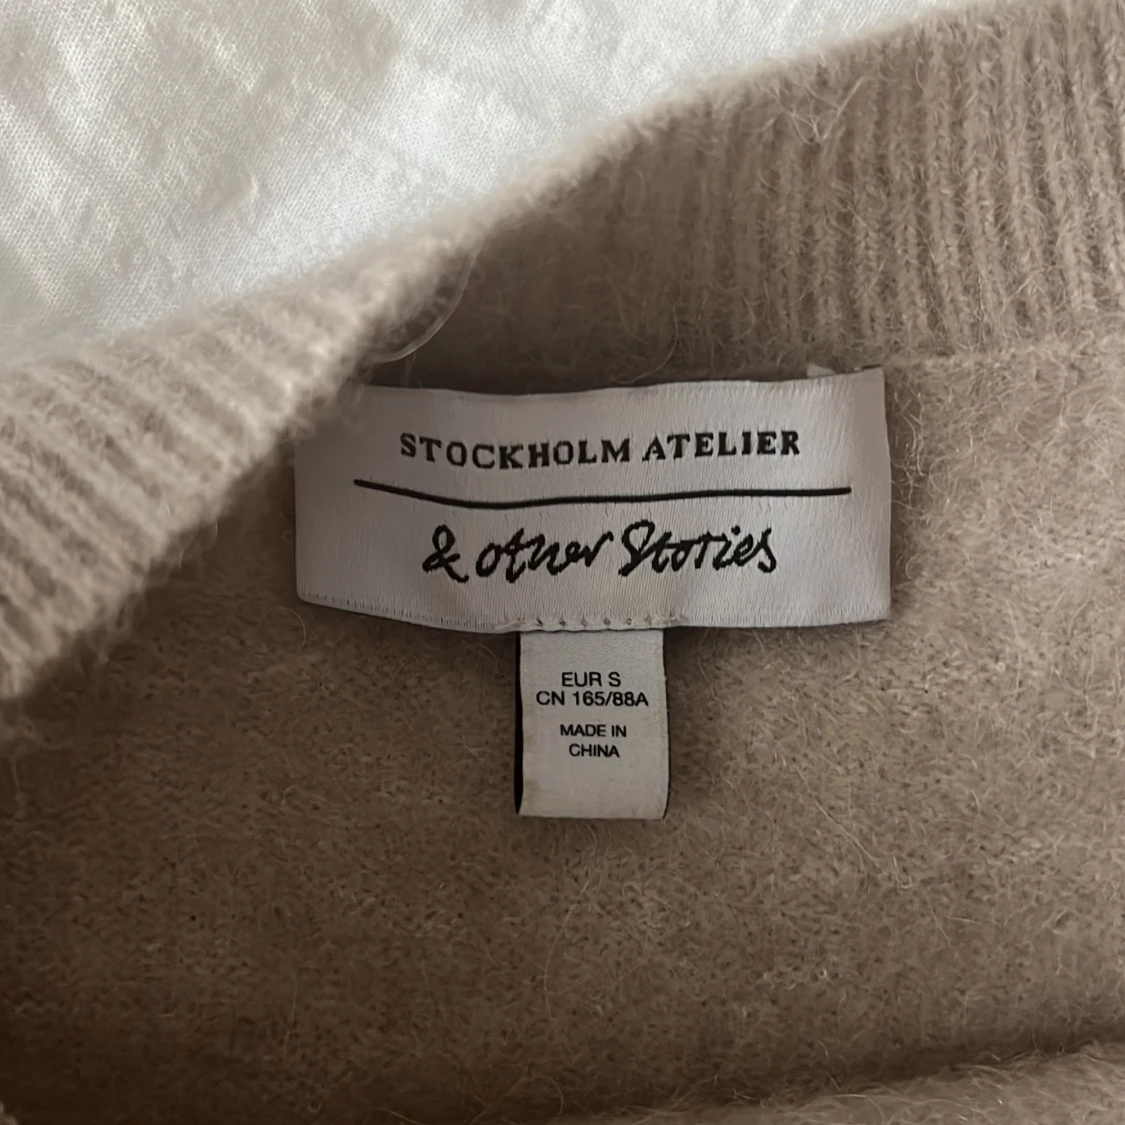 STOCKHOLM ATELIER
& other Stories
EUR S
CN 165/88A
MADE IN
CHINA